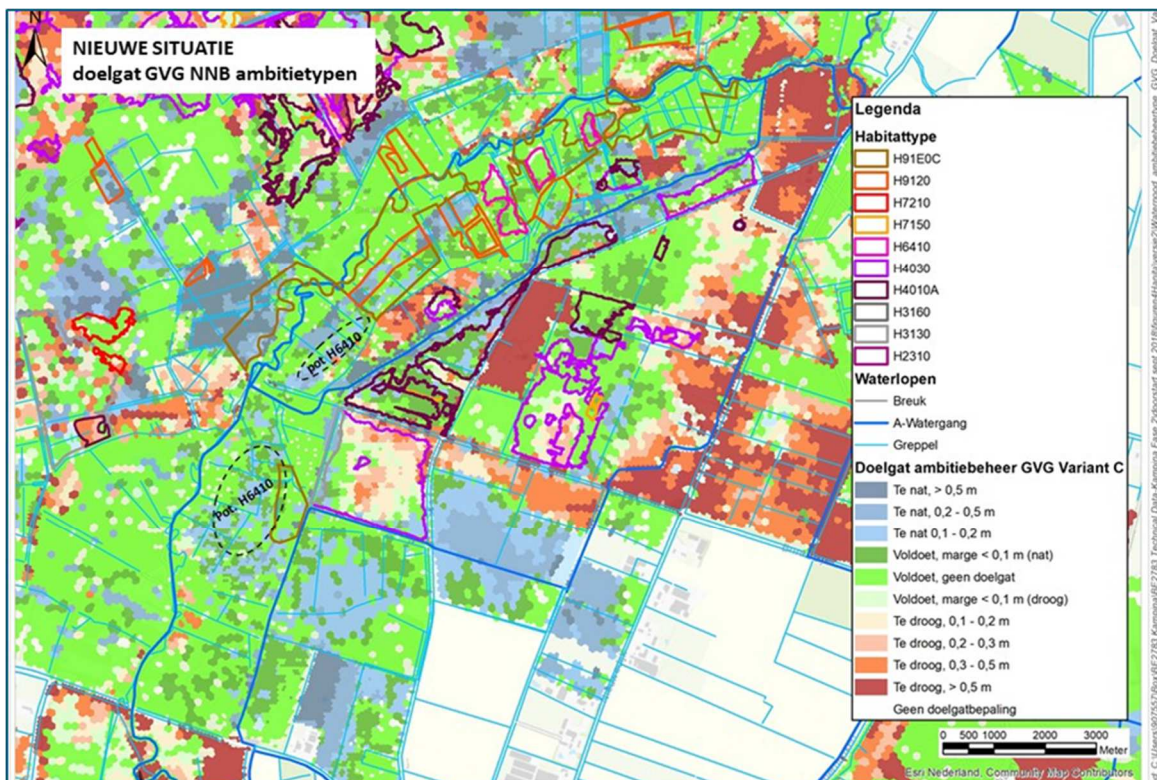 N
NIEUWE SITUATIE
doelgat GVG NNB ambitietypen
pot H6410
Pot. H6410
Legenda
Habitattype
H91E0C
H9120
H7210
H7150
H6410
H4030
H4010A
H3160
H3130
H2310
Waterlopen
Breuk
A-Watergang
Greppel
Doelgat ambitiebeheer GVG Variant C
Te nat, > 0,5 m
Te nat, 0,2 - 0,5 m
Te nat 0,1 - 0,2 m
Voldoet, marge < 0,1 m (nat)
Voldoet, geen doelgat
Voldoet, marge < 0,1 m (droog)
Te droog, 0,1 - 0,2 m
Te droog, 0,2 - 0,3 m
Te droog, 0,3 - 0,5 m
Te droog, > 0,5 m
Geen doelgatbepaling
0 500 1000 2000 3000
Meter
Esri Nederland, Community Map Contributors